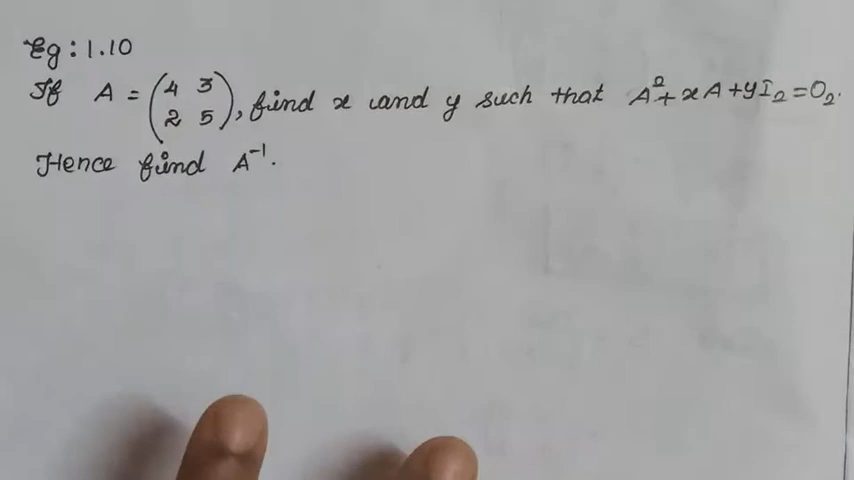 Eg : 1.10
If A = (4 3
2 5), find x and y such that A² + xA + yI₂ = O₂.
Hence find A⁻¹.